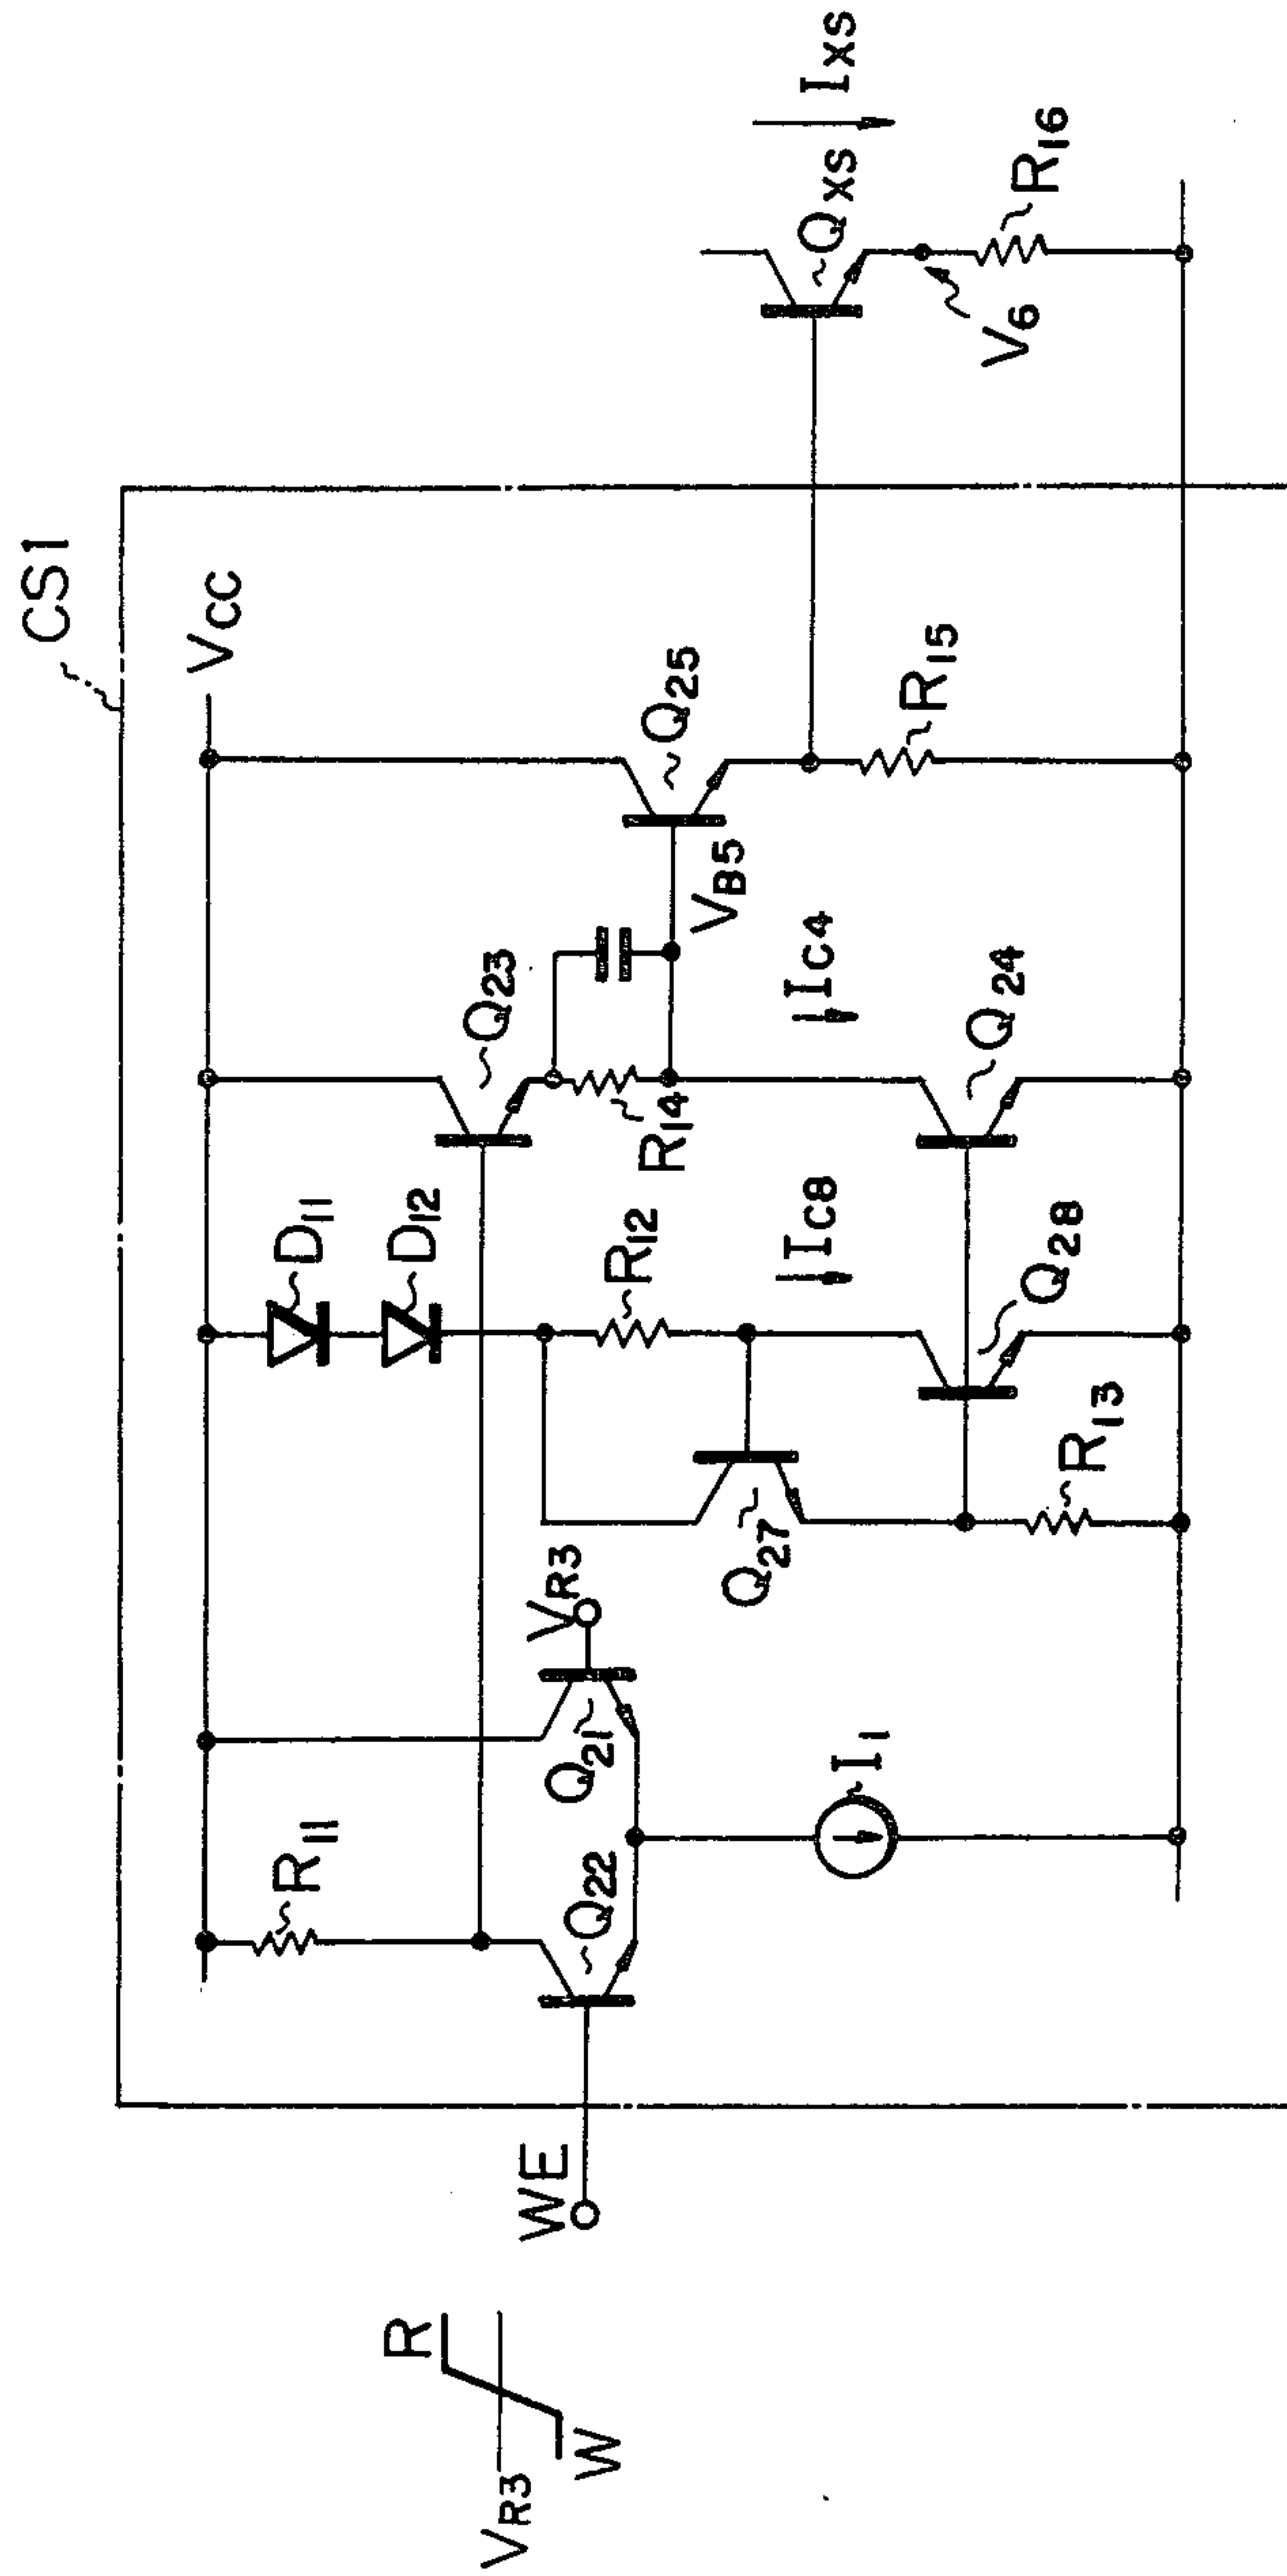 CS1
VCC
R11
D11
D12
Q23
Q25
VB5
R14
R12
IC8
IC4
Q24
Q28
R13
Q27
VR3
Q21
Q22
I1
R15
QXS
IXS
V6
R16
WE
R
VR3
W